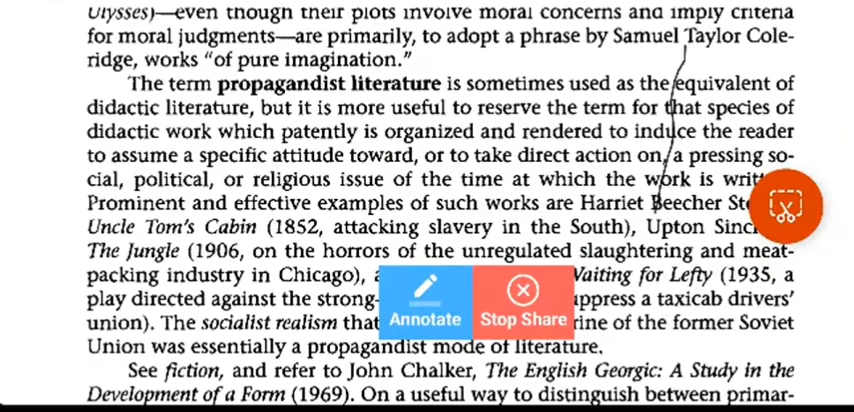 Ulysses)—even though their plots involve moral concerns and imply criteria
for moral judgments—are primarily, to adopt a phrase by Samuel Taylor Cole-
ridge, works "of pure imagination."
The term propagandist literature is sometimes used as the equivalent of
didactic literature, but it is more useful to reserve the term for that species of
didactic work which patently is organized and rendered to induce the reader
to assume a specific attitude toward, or to take direct action on, a pressing so-
cial, political, or religious issue of the time at which the work is
Prominent and effective examples of such works are Harriet Beecher
Uncle Tom's Cabin (1852, attacking slavery in the South), Upton
The Jungle (1906, on the horrors of the unregulated slaughtering and meat-
packing industry in Chicago), Waiting for Lefty (1935, a
play directed against the strong- uppress a taxicab drivers'
union). The socialist realism that rine of the former Soviet
Annotate
Stop Share
Union was essentially a propagandist mode of literature.
See fiction, and refer to John Chalker, The English Georgic: A Study in the
Development of a Form (1969). On a useful way to distinguish between primar-